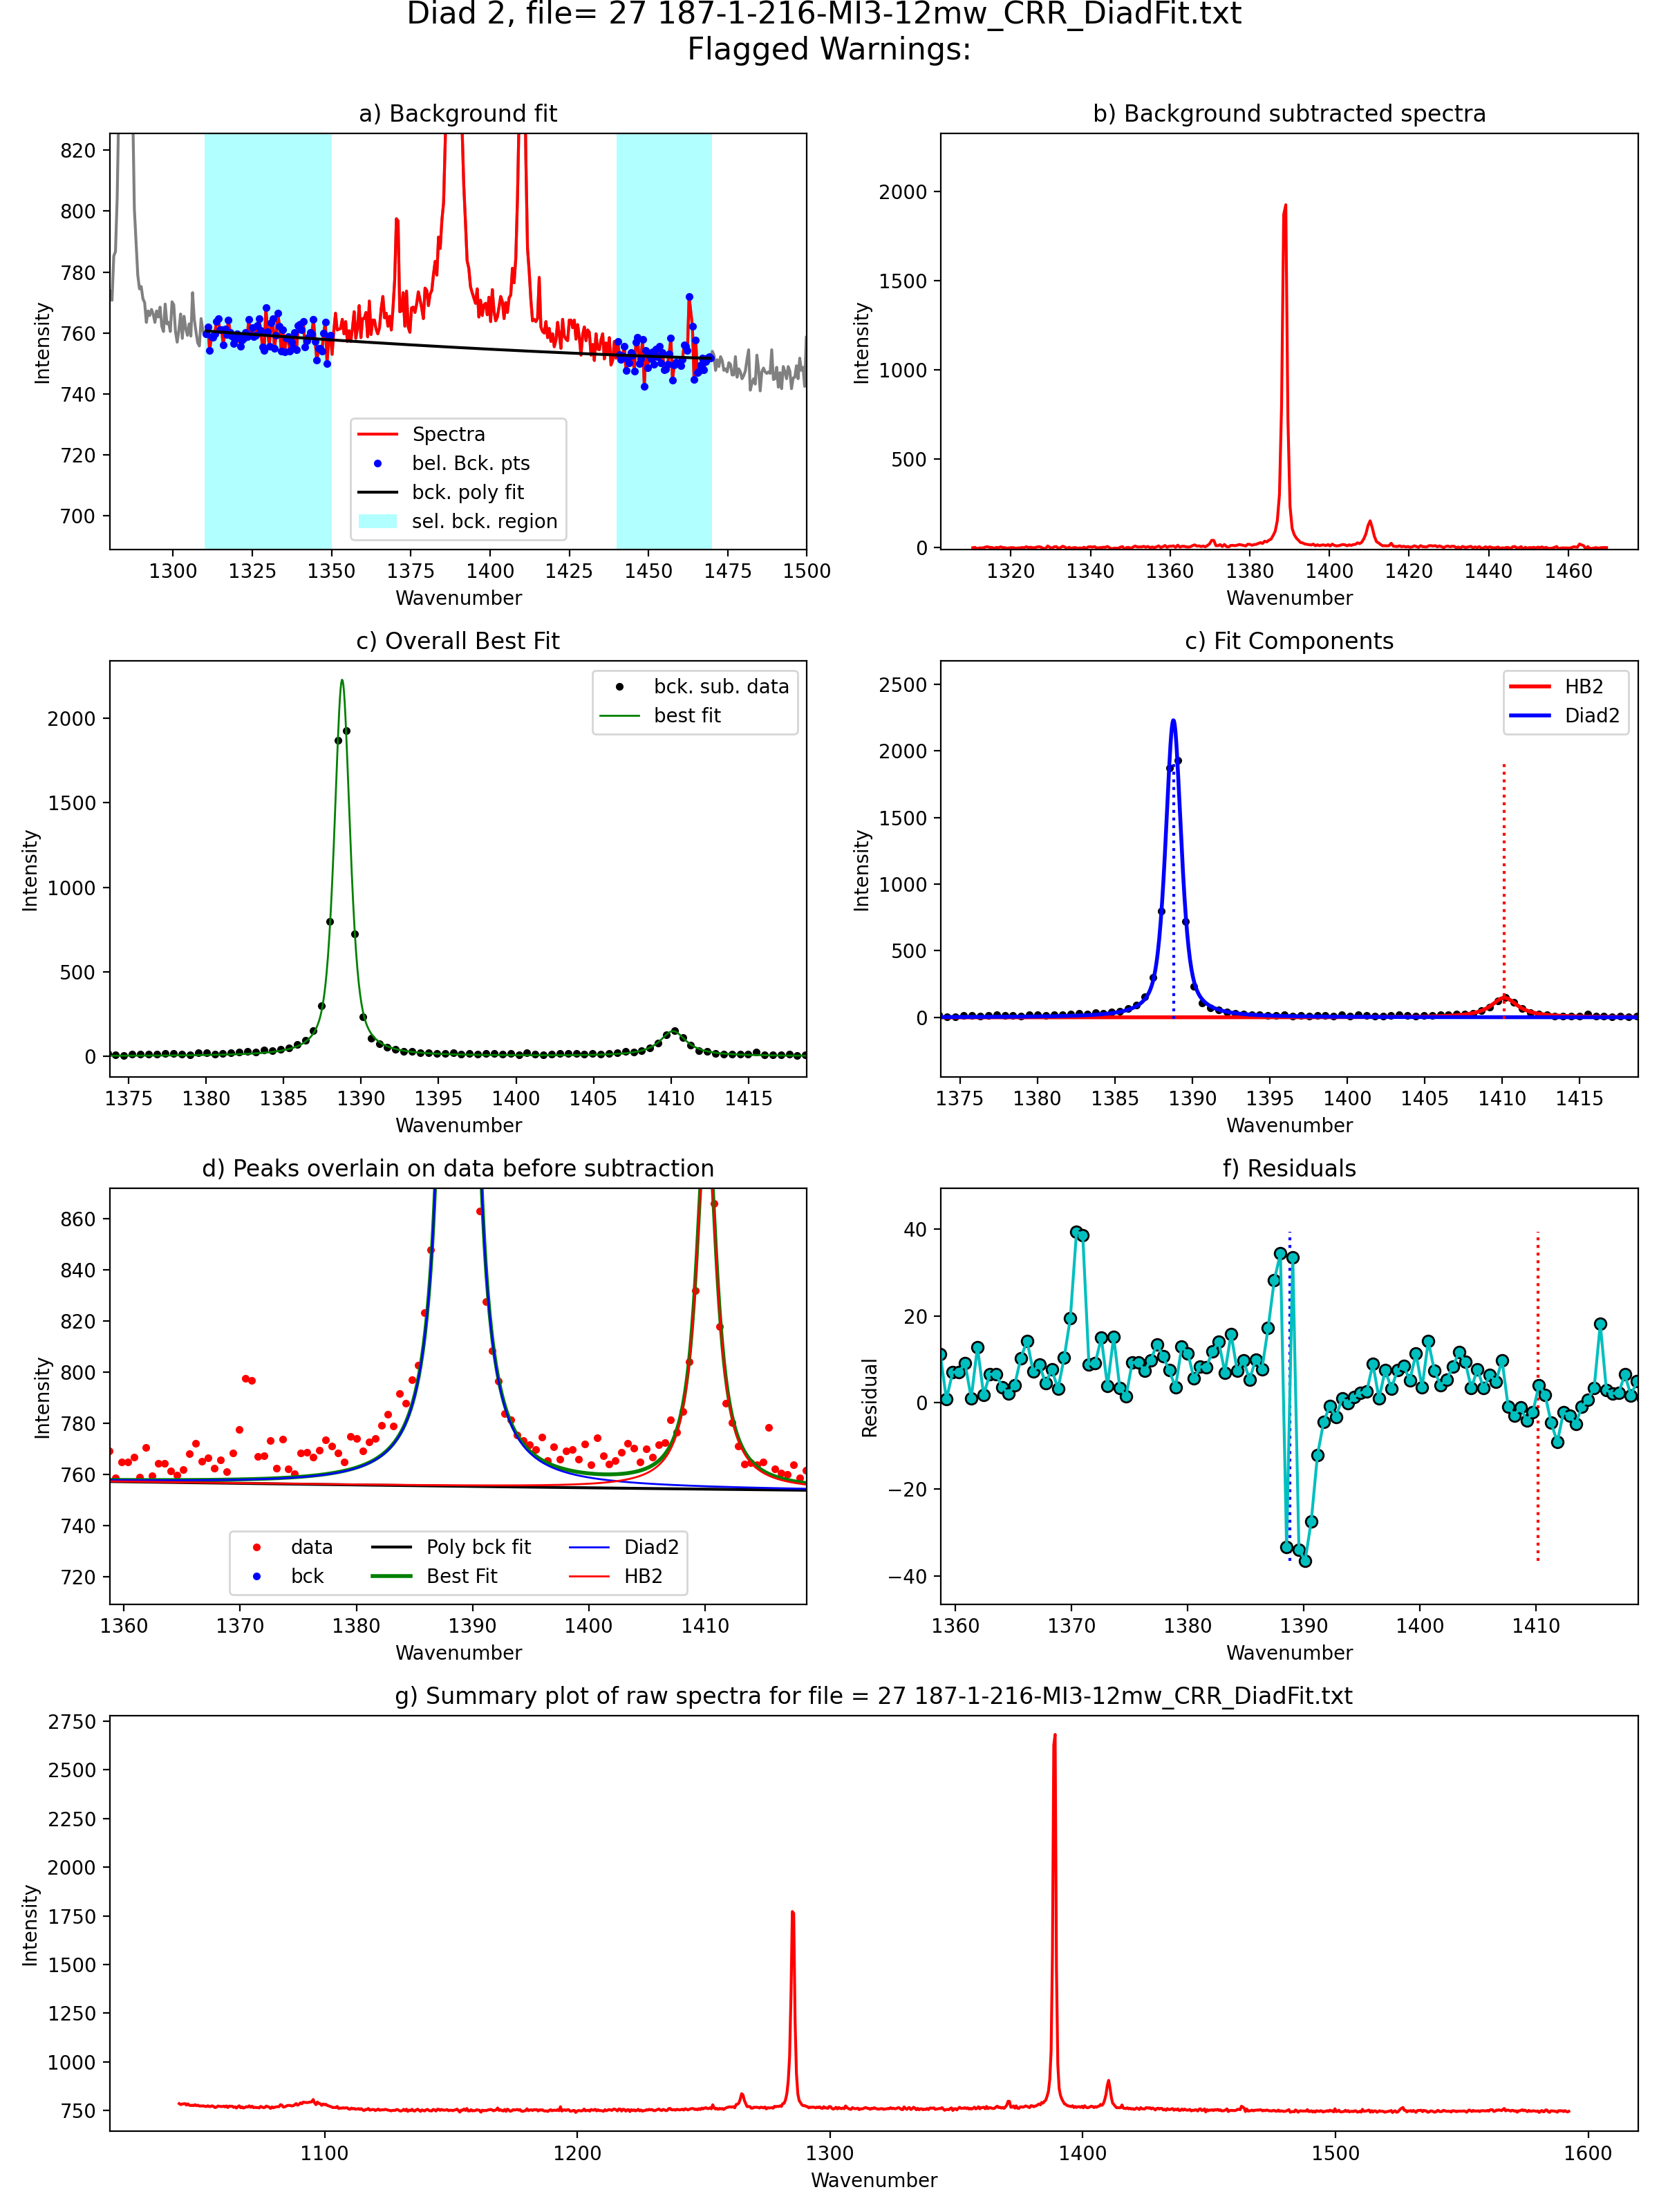 Diad 2, file= 27 187-1-216-MI3-12mw_CRR_DiadFit.txt
Flagged Warnings:
a) Background fit
820
800
780
760
740
720
700
Intensity
Spectra
bel. Bck. pts
bck. poly fit
sel. bck. region
1300 1325 1350 1375 1400 1425 1450 1475 1500
Wavenumber
b) Background subtracted spectra
2000
1500
1000
500
0
Intensity
1320 1340 1360 1380 1400 1420 1440 1460
Wavenumber
c) Overall Best Fit
bck. sub. data
best fit
2000
1500
1000
500
0
Intensity
1375 1380 1385 1390 1395 1400 1405 1410 1415
Wavenumber
c) Fit Components
HB2
Diad2
2500
2000
1500
1000
500
0
Intensity
1375 1380 1385 1390 1395 1400 1405 1410 1415
Wavenumber
d) Peaks overlain on data before subtraction
860
840
820
800
780
760
740
720
Intensity
data
bck
Poly bck fit
Best Fit
Diad2
HB2
1360 1370 1380 1390 1400 1410
Wavenumber
f) Residuals
40
20
0
−20
−40
Residual
1360 1370 1380 1390 1400 1410
Wavenumber
g) Summary plot of raw spectra for file = 27 187-1-216-MI3-12mw_CRR_DiadFit.txt
2750
2500
2250
2000
1750
1500
1250
1000
750
Intensity
1100 1200 1300 1400 1500 1600
Wavenumber